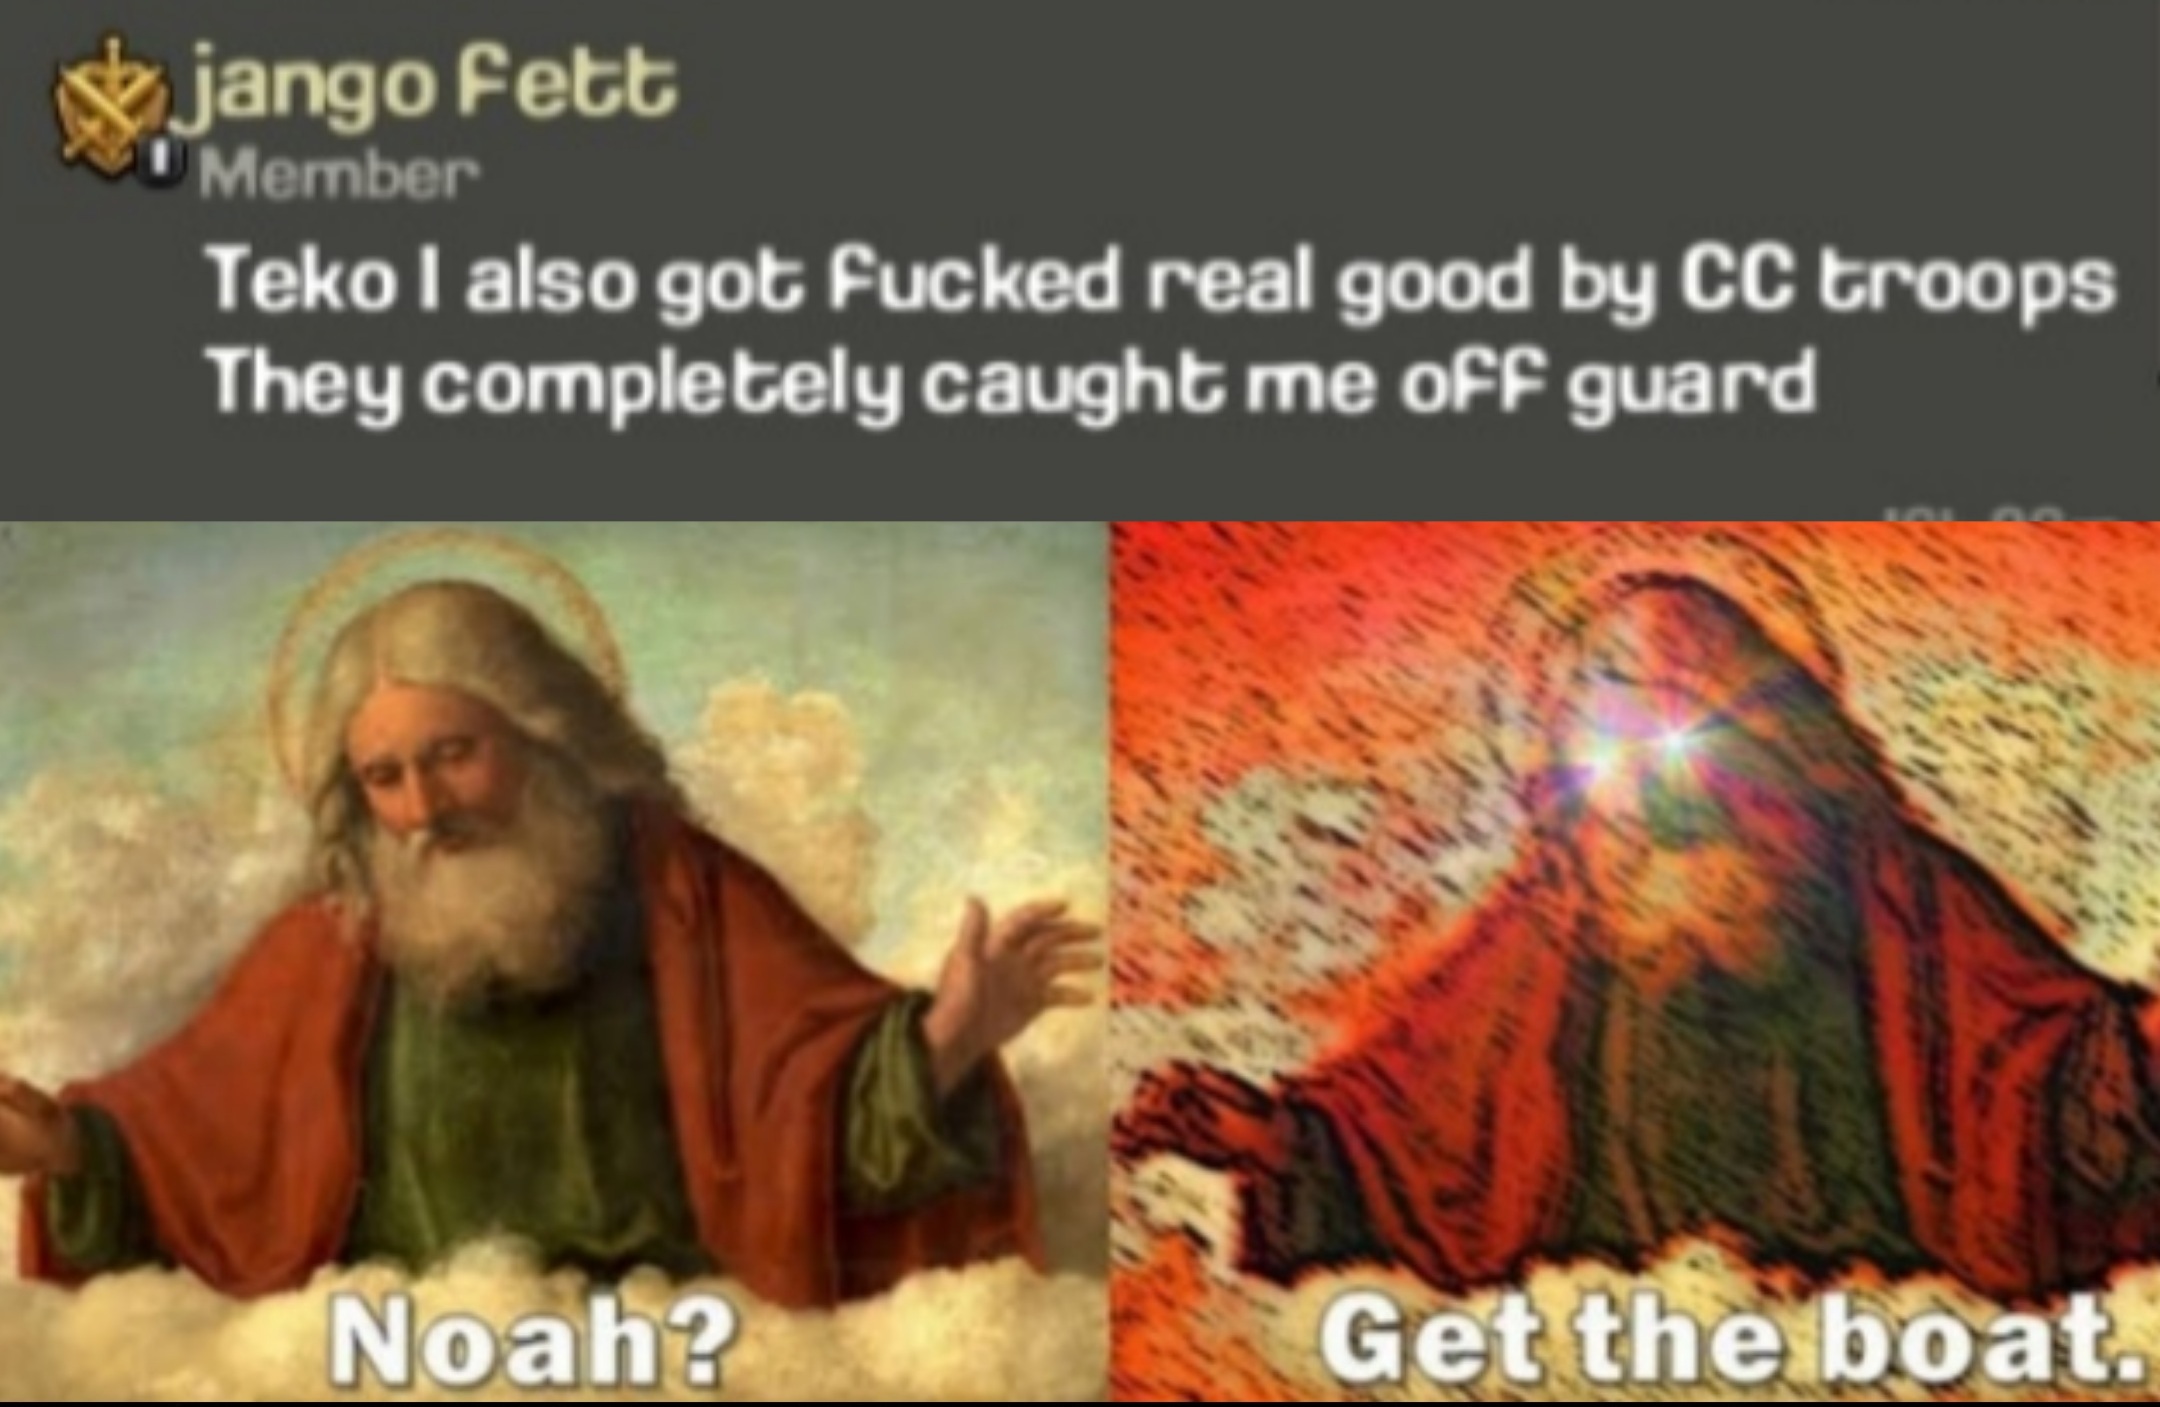 jango fett
Member
Teko I also got fucked real good by CC troops
They completely caught me off guard
Noah?
Get the boat.